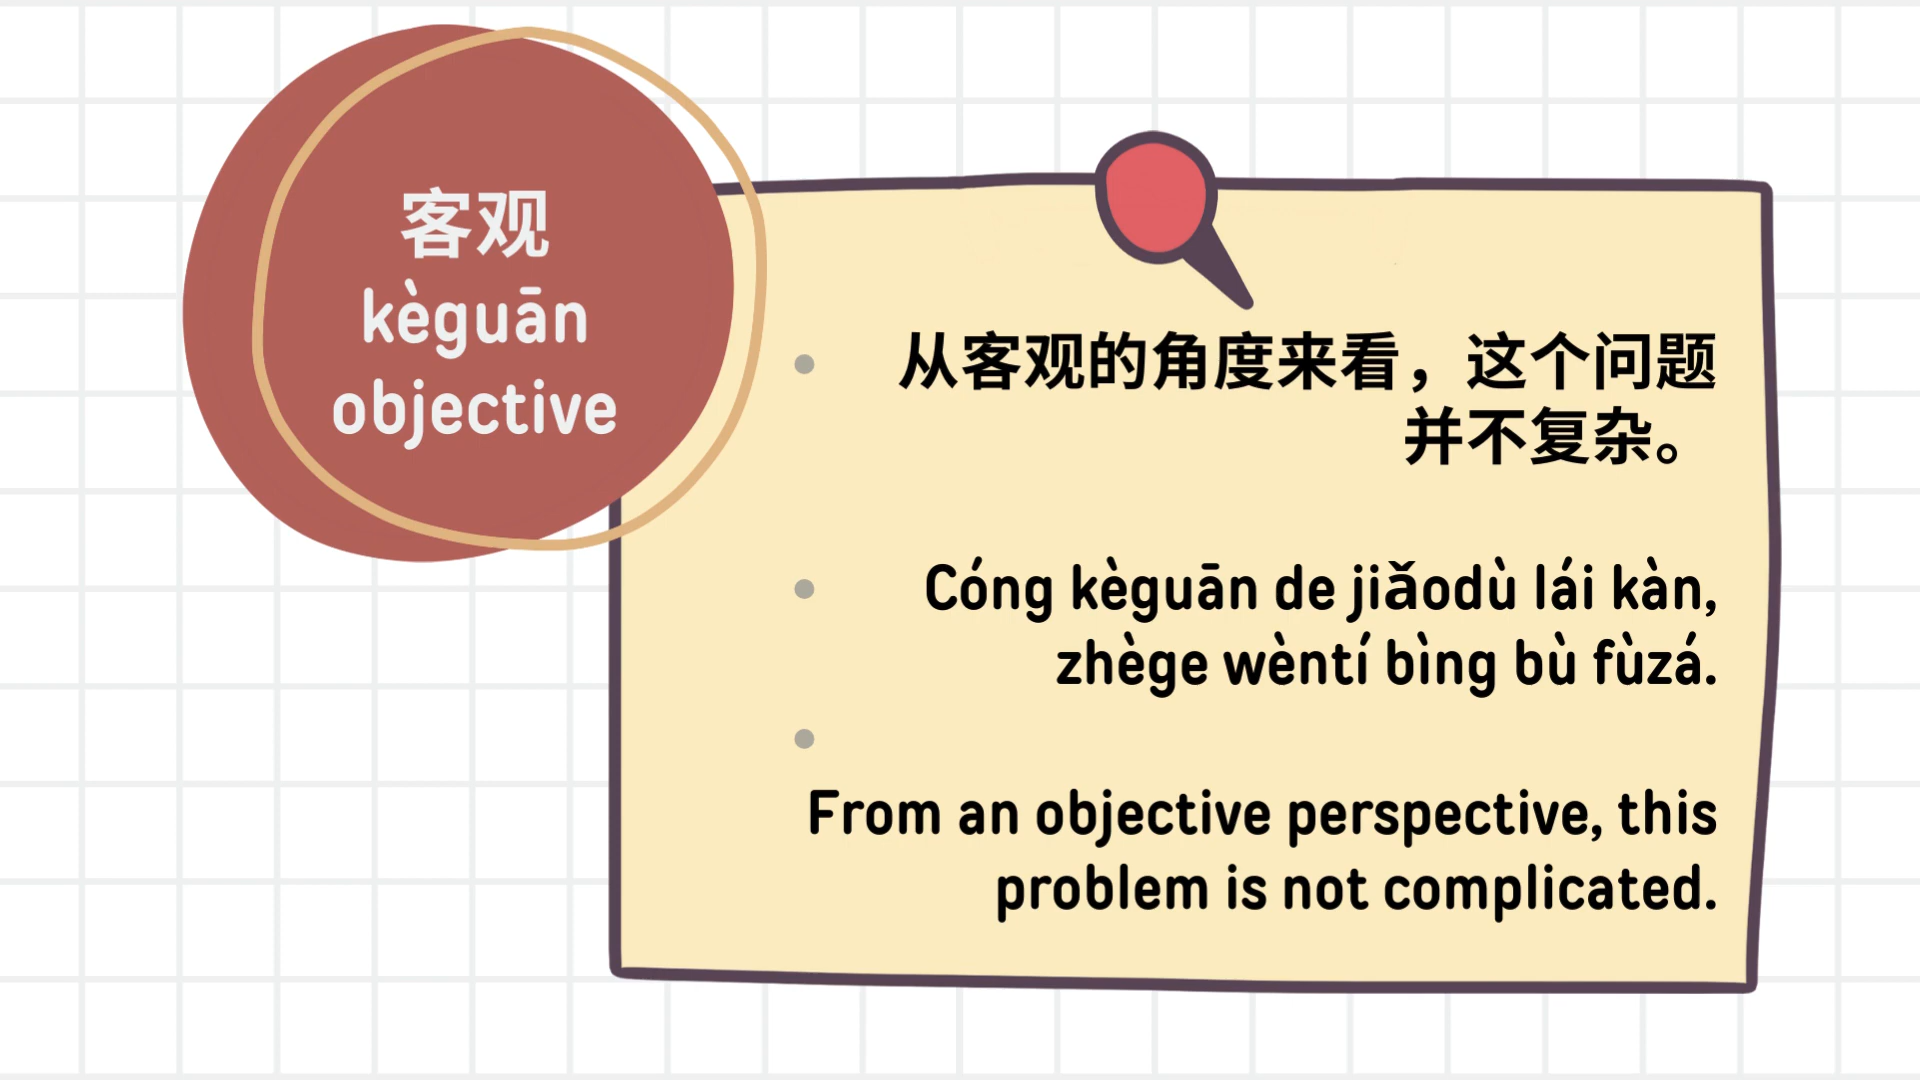 客观
kèguān
objective
从客观的角度来看，这个问题
并不复杂。
Cóng kèguān de jiǎodù lái kàn,
zhège wèntí bìng bù fùzá.
From an objective perspective, this
problem is not complicated.